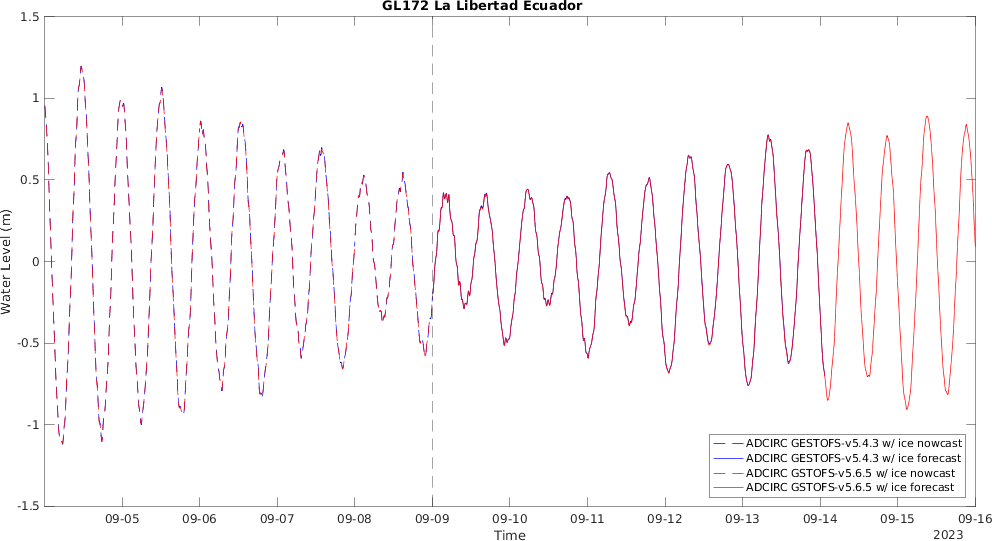 GL172 La Libertad Ecuador
1.5
1
0.5
0
-0.5
-1
-1.5
Water Level (m)
ADCIRC GESTOFS-v5.4.3 w/ ice nowcast
ADCIRC GESTOFS-v5.4.3 w/ ice forecast
ADCIRC GSTOFS-v5.6.5 w/ ice nowcast
ADCIRC GSTOFS-v5.6.5 w/ ice forecast
09-05 09-06 09-07 09-08 09-09 09-10 09-11 09-12 09-13 09-14 09-15 09-16
Time
2023